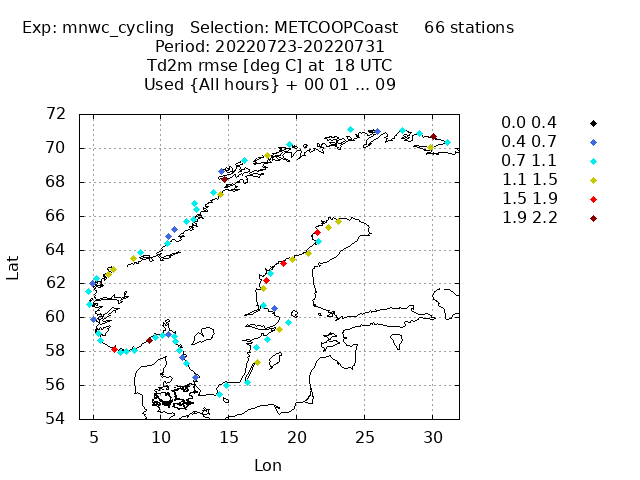 Exp: mnwc_cycling Selection: METCOOPCoast 66 stations
Period: 20220723-20220731
Td2m rmse [deg C] at 18 UTC
Used {All hours} + 00 01 ... 09
72
70
68
66
64
62
60
58
56
54
5 10 15 20 25 30
Lat
Lon
0.0 0.4
0.4 0.7
0.7 1.1
1.1 1.5
1.5 1.9
1.9 2.2